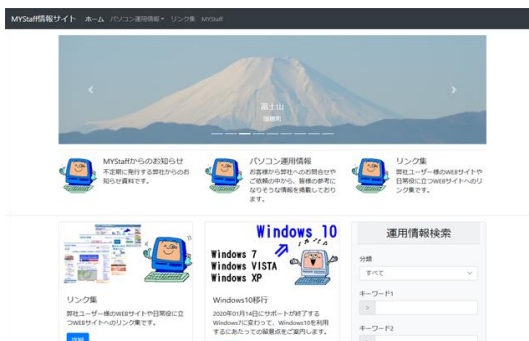 MYStaff情報サイト ホーム パソコン運用情報 リンク集 MYStaff
富士山
瑞穂町
MYStaffからのお知らせ
不定期に発行する弊社からのお
知らせ資料です。
パソコン運用情報
お客様から弊社へのお問合せや
ご依頼の中から、皆様の参考に
なりそうな情報を掲載しており
ます。
リンク集
弊社ユーザー様のWEBサイトや
日常役に立つWEBサイトへのリ
ンク集です。
リンク集
弊社ユーザー様のWEBサイトや日常役に立
つWEBサイトへのリンク集です。
詳細
Windows 10
Windows 7
Windows VISTA
Windows XP
Windows10移行
2020年01月14日にサポートが終了する
Windows7に変わって、Windows10を利用
するにあたっての留意点をご案内します。
運用情報検索
分類
すべて
キーワード1
>
キーワード2